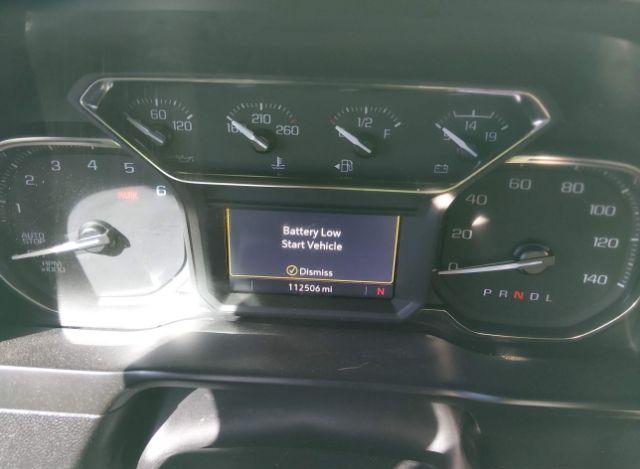 60
120
210
160
260
1/2
F
14
19
1
2
3
4
5
6
PARK
AUTO
STOP
RPM
x1000
Battery Low
Start Vehicle
Dismiss
112506 mi
N
0
20
40
60
80
100
120
140
P R N D L